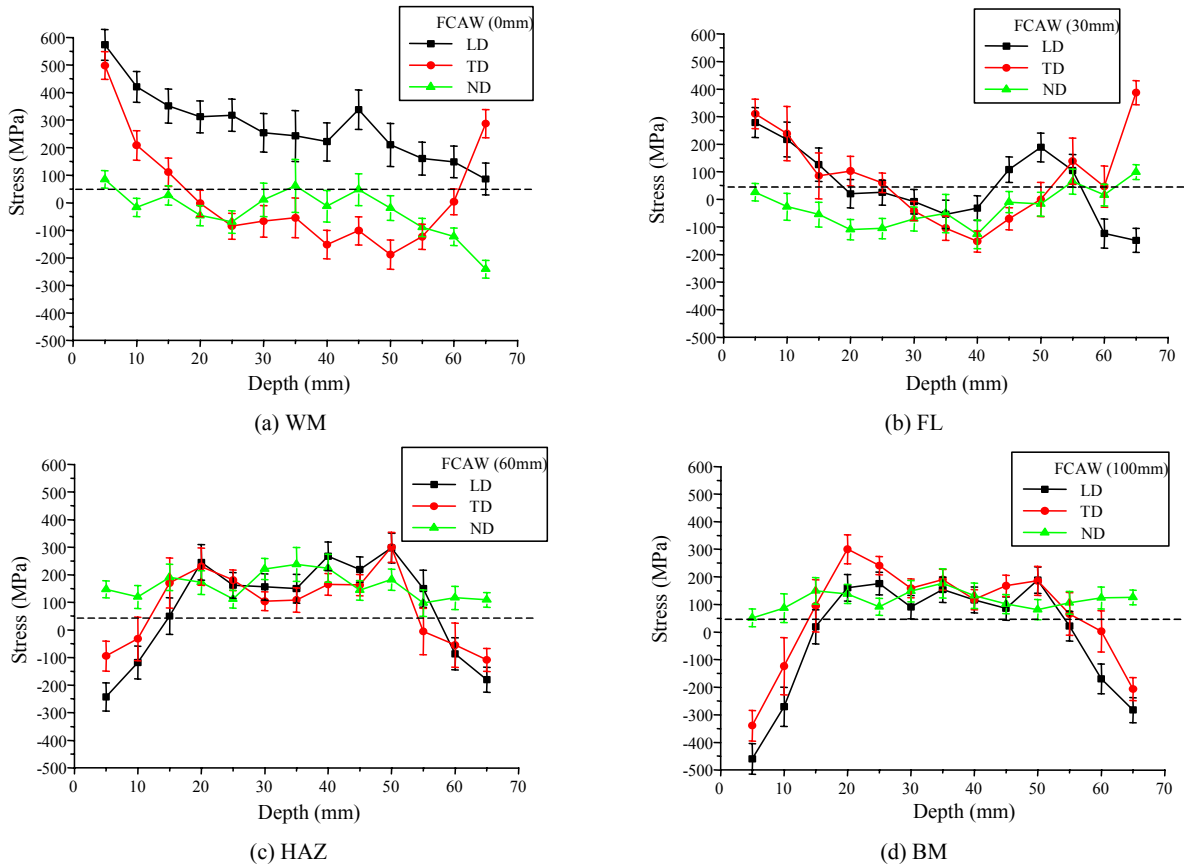 FCAW (0mm)
LD
TD
ND
Stress (MPa)
600
500
400
300
200
100
0
-100
-200
-300
-400
-500
0 10 20 30 40 50 60 70
Depth (mm)
(a) WM
FCAW (30mm)
LD
TD
ND
Stress (MPa)
600
500
400
300
200
100
0
-100
-200
-300
-400
-500
0 10 20 30 40 50 60 70
Depth (mm)
(b) FL
FCAW (60mm)
LD
TD
ND
Stress (MPa)
600
500
400
300
200
100
0
-100
-200
-300
-400
-500
0 10 20 30 40 50 60 70
Depth (mm)
(c) HAZ
FCAW (100mm)
LD
TD
ND
Stress (MPa)
600
500
400
300
200
100
0
-100
-200
-300
-400
-500
0 10 20 30 40 50 60 70
Depth (mm)
(d) BM